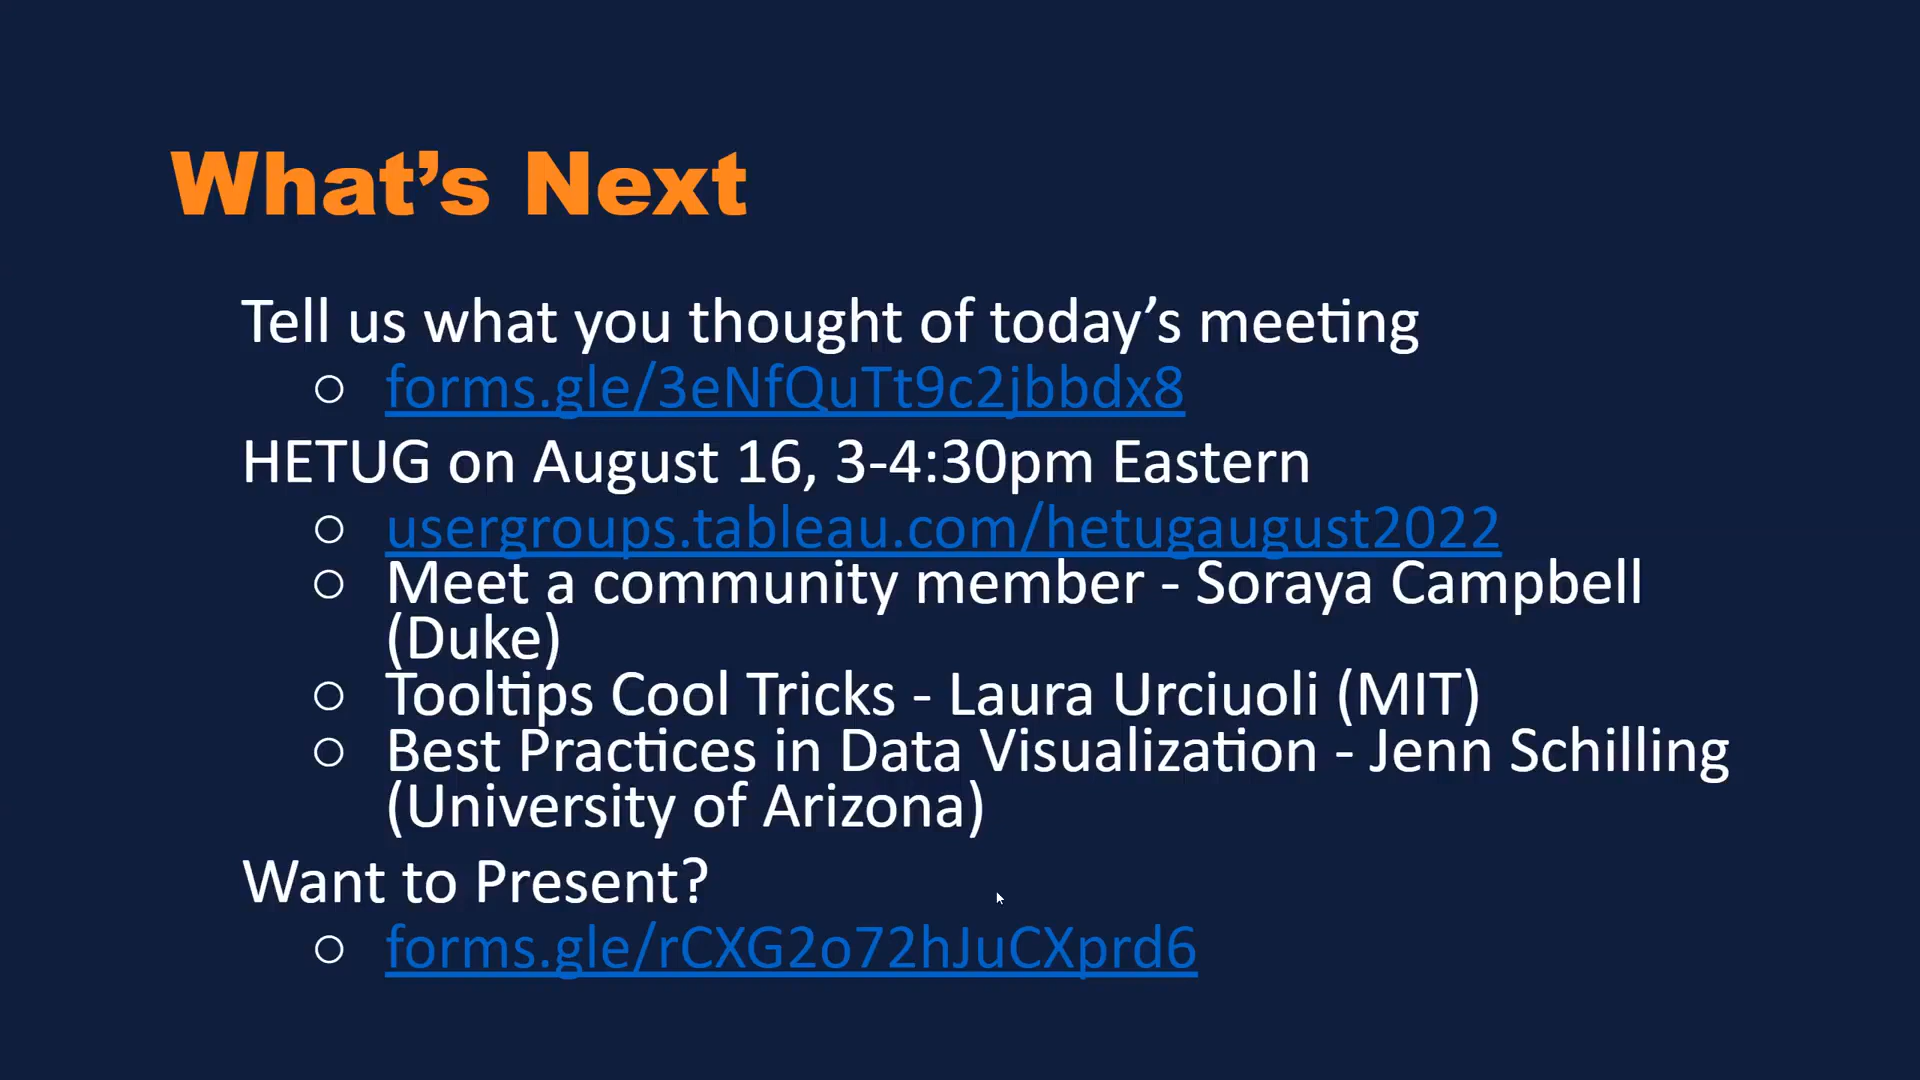 What’s Next
Tell us what you thought of today’s meeting
forms.gle/3eNfQuTt9c2jbbdx8
HETUG on August 16, 3-4:30pm Eastern
usergroups.tableau.com/hetugaugust2022
Meet a community member - Soraya Campbell
(Duke)
Tooltips Cool Tricks - Laura Urciuoli (MIT)
Best Practices in Data Visualization - Jenn Schilling
(University of Arizona)
Want to Present?
forms.gle/rCXG2o72hJuCXprd6